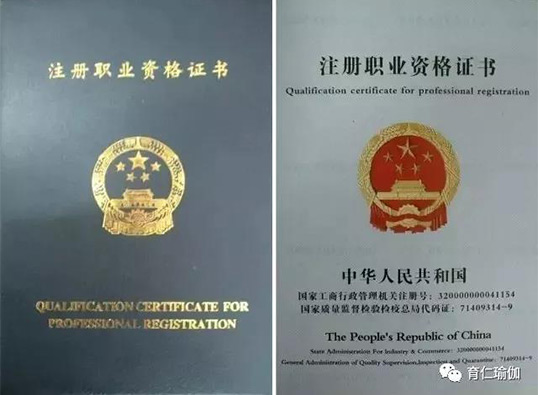 注册职业资格证书
QUALIFICATION CERTIFICATE FOR
PROFESSIONAL REGISTRATION
注册职业资格证书
Qualification certificate for professional registration
中华人民共和国
国家工商行政管理机关注册号：320000000041154
国家质量监督检验检疫总局代码证：71409314-9
The People's Republic of China
State Administration For Industry & Commerce: 320000000041154
General Administration of Quality Supervision,Inspection and Quarantine: 71409314-9
育仁瑜伽